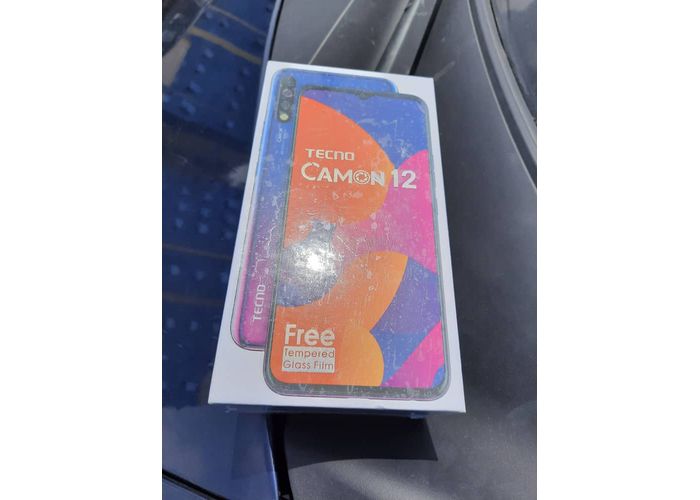 TECNO
CAMON 12
TECNO
Free
Tempered
Glass Film